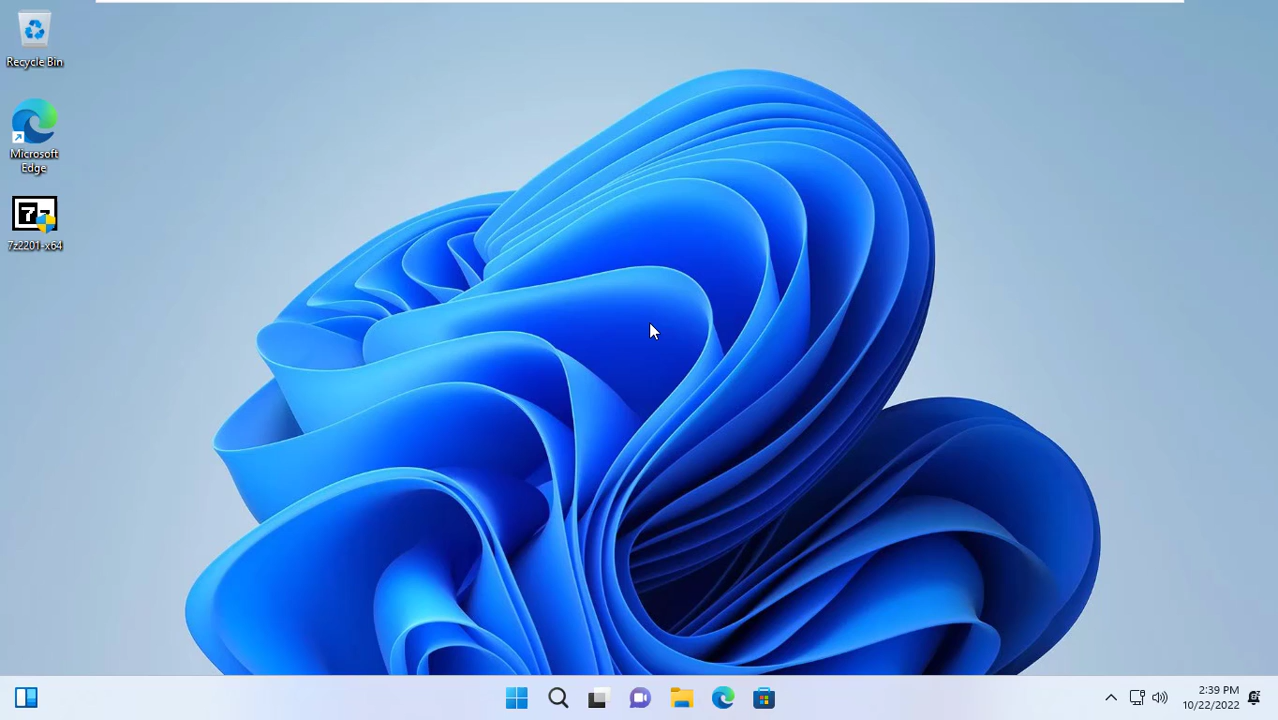 Recycle Bin
Microsoft
Edge
7z2201-x64
2:39 PM
10/22/2022